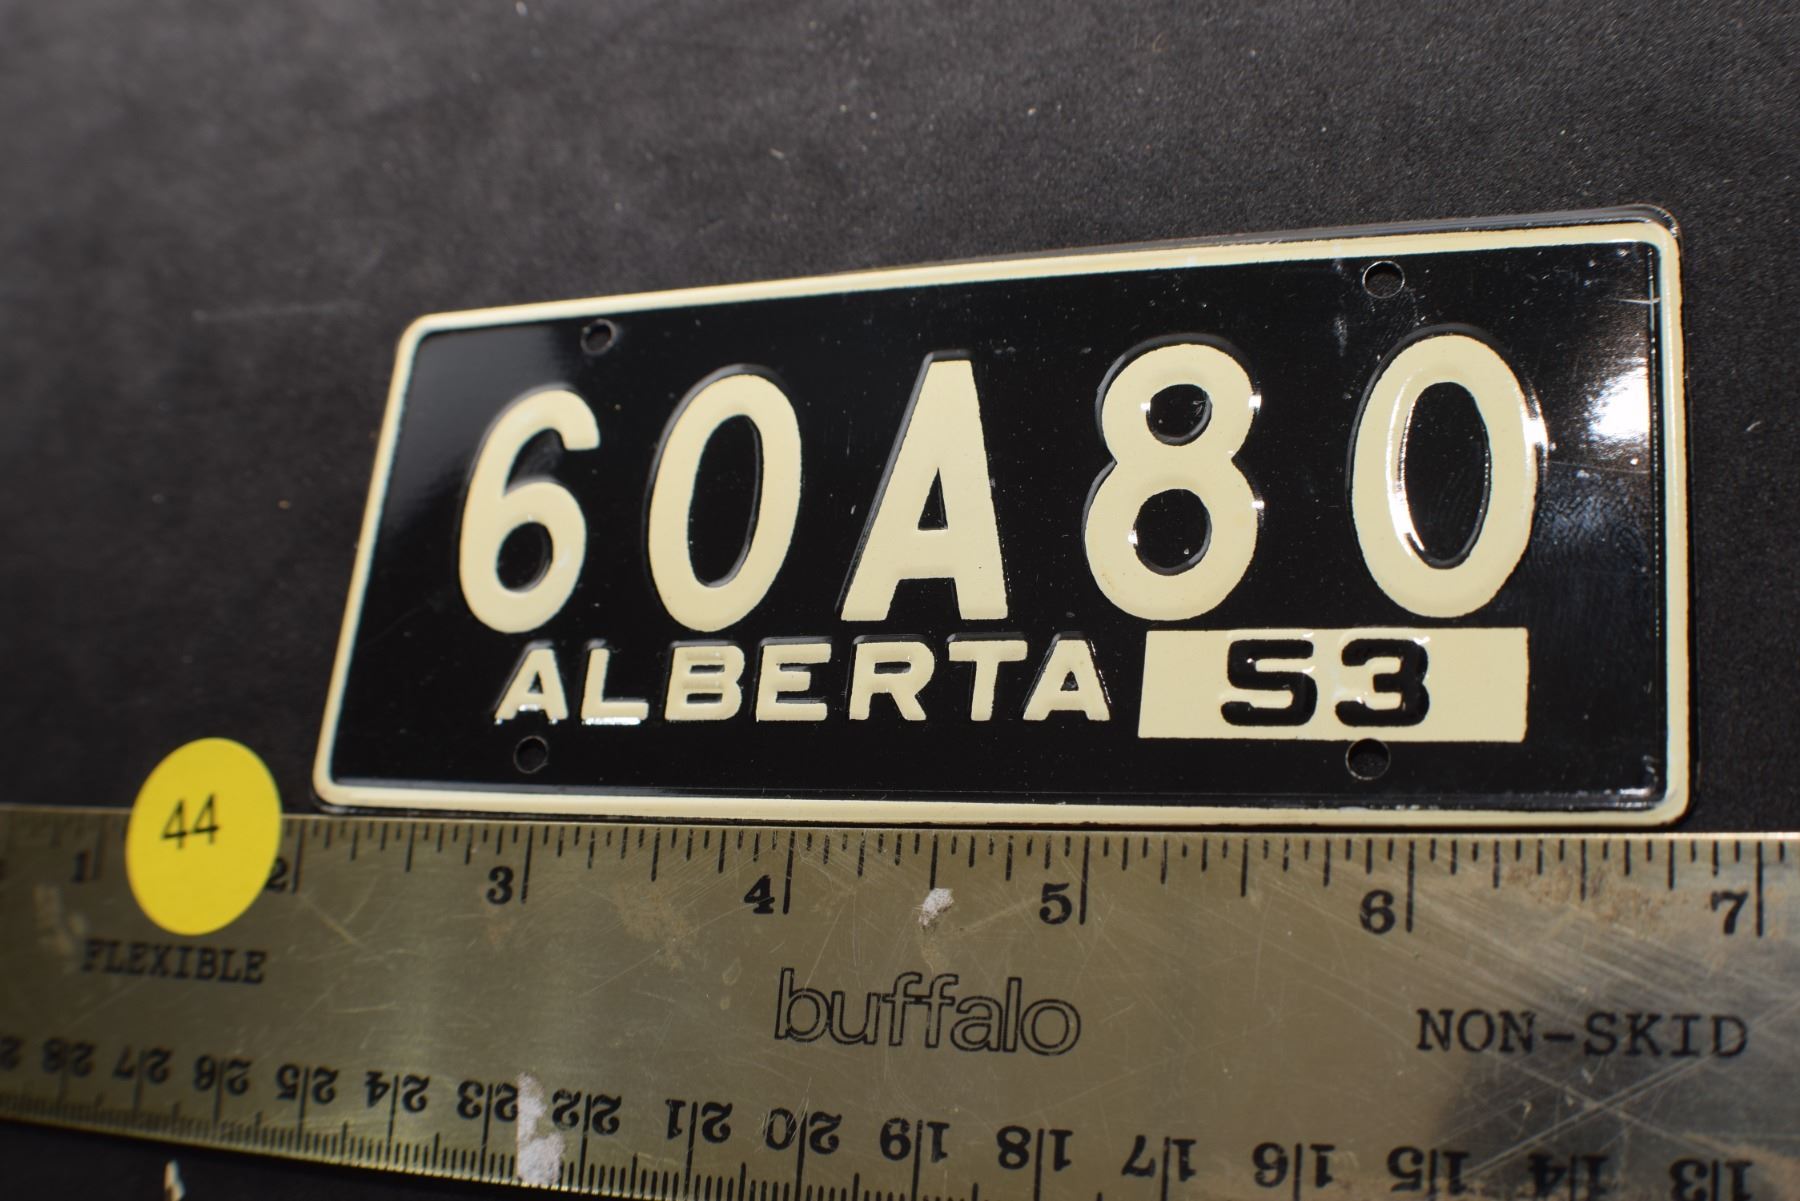 60A80
ALBERTA 53
44
1 2 3 4 5 6 7
FLEXIBLE buffalo NON-SKID
28 27 26 25 24 23 22 21 20 19 18 17 16 15 14 13